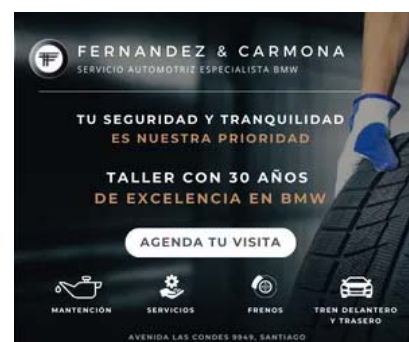 FERNANDEZ & CARMONA
SERVICIO AUTOMOTRIZ ESPECIALISTA BMW
TU SEGURIDAD Y TRANQUILIDAD
ES NUESTRA PRIORIDAD
TALLER CON 30 AÑOS
DE EXCELENCIA EN BMW
AGENDA TU VISITA
MANTENCIÓN
SERVICIOS
FRENOS
TREN DELANTERO
Y TRASERO
AVENIDA LAS CONDES 9949, SANTIAGO